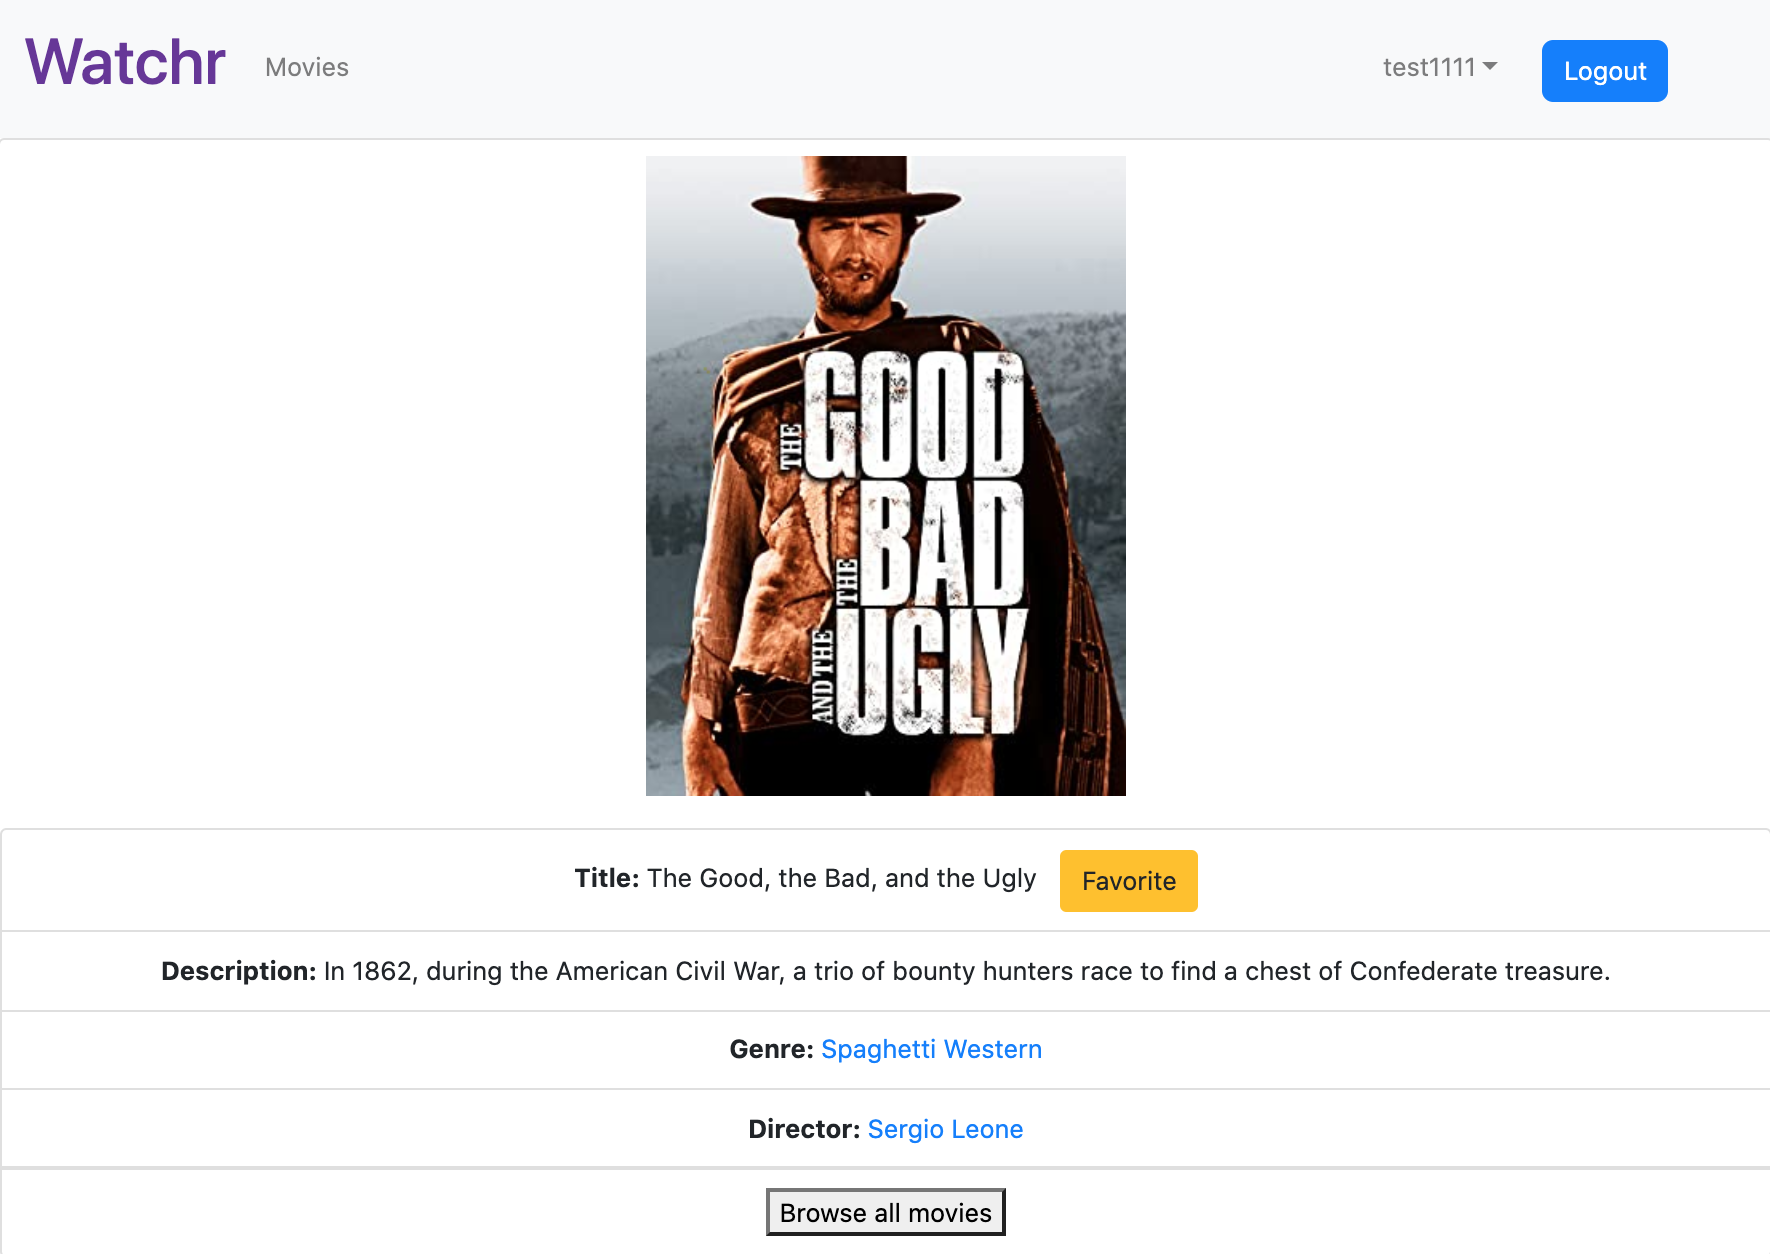 Watchr Movies test1111 Logout
THE GOOD
THE BAD
AND THE UGLY
Title: The Good, the Bad, and the Ugly Favorite
Description: In 1862, during the American Civil War, a trio of bounty hunters race to find a chest of Confederate treasure.
Genre: Spaghetti Western
Director: Sergio Leone
Browse all movies